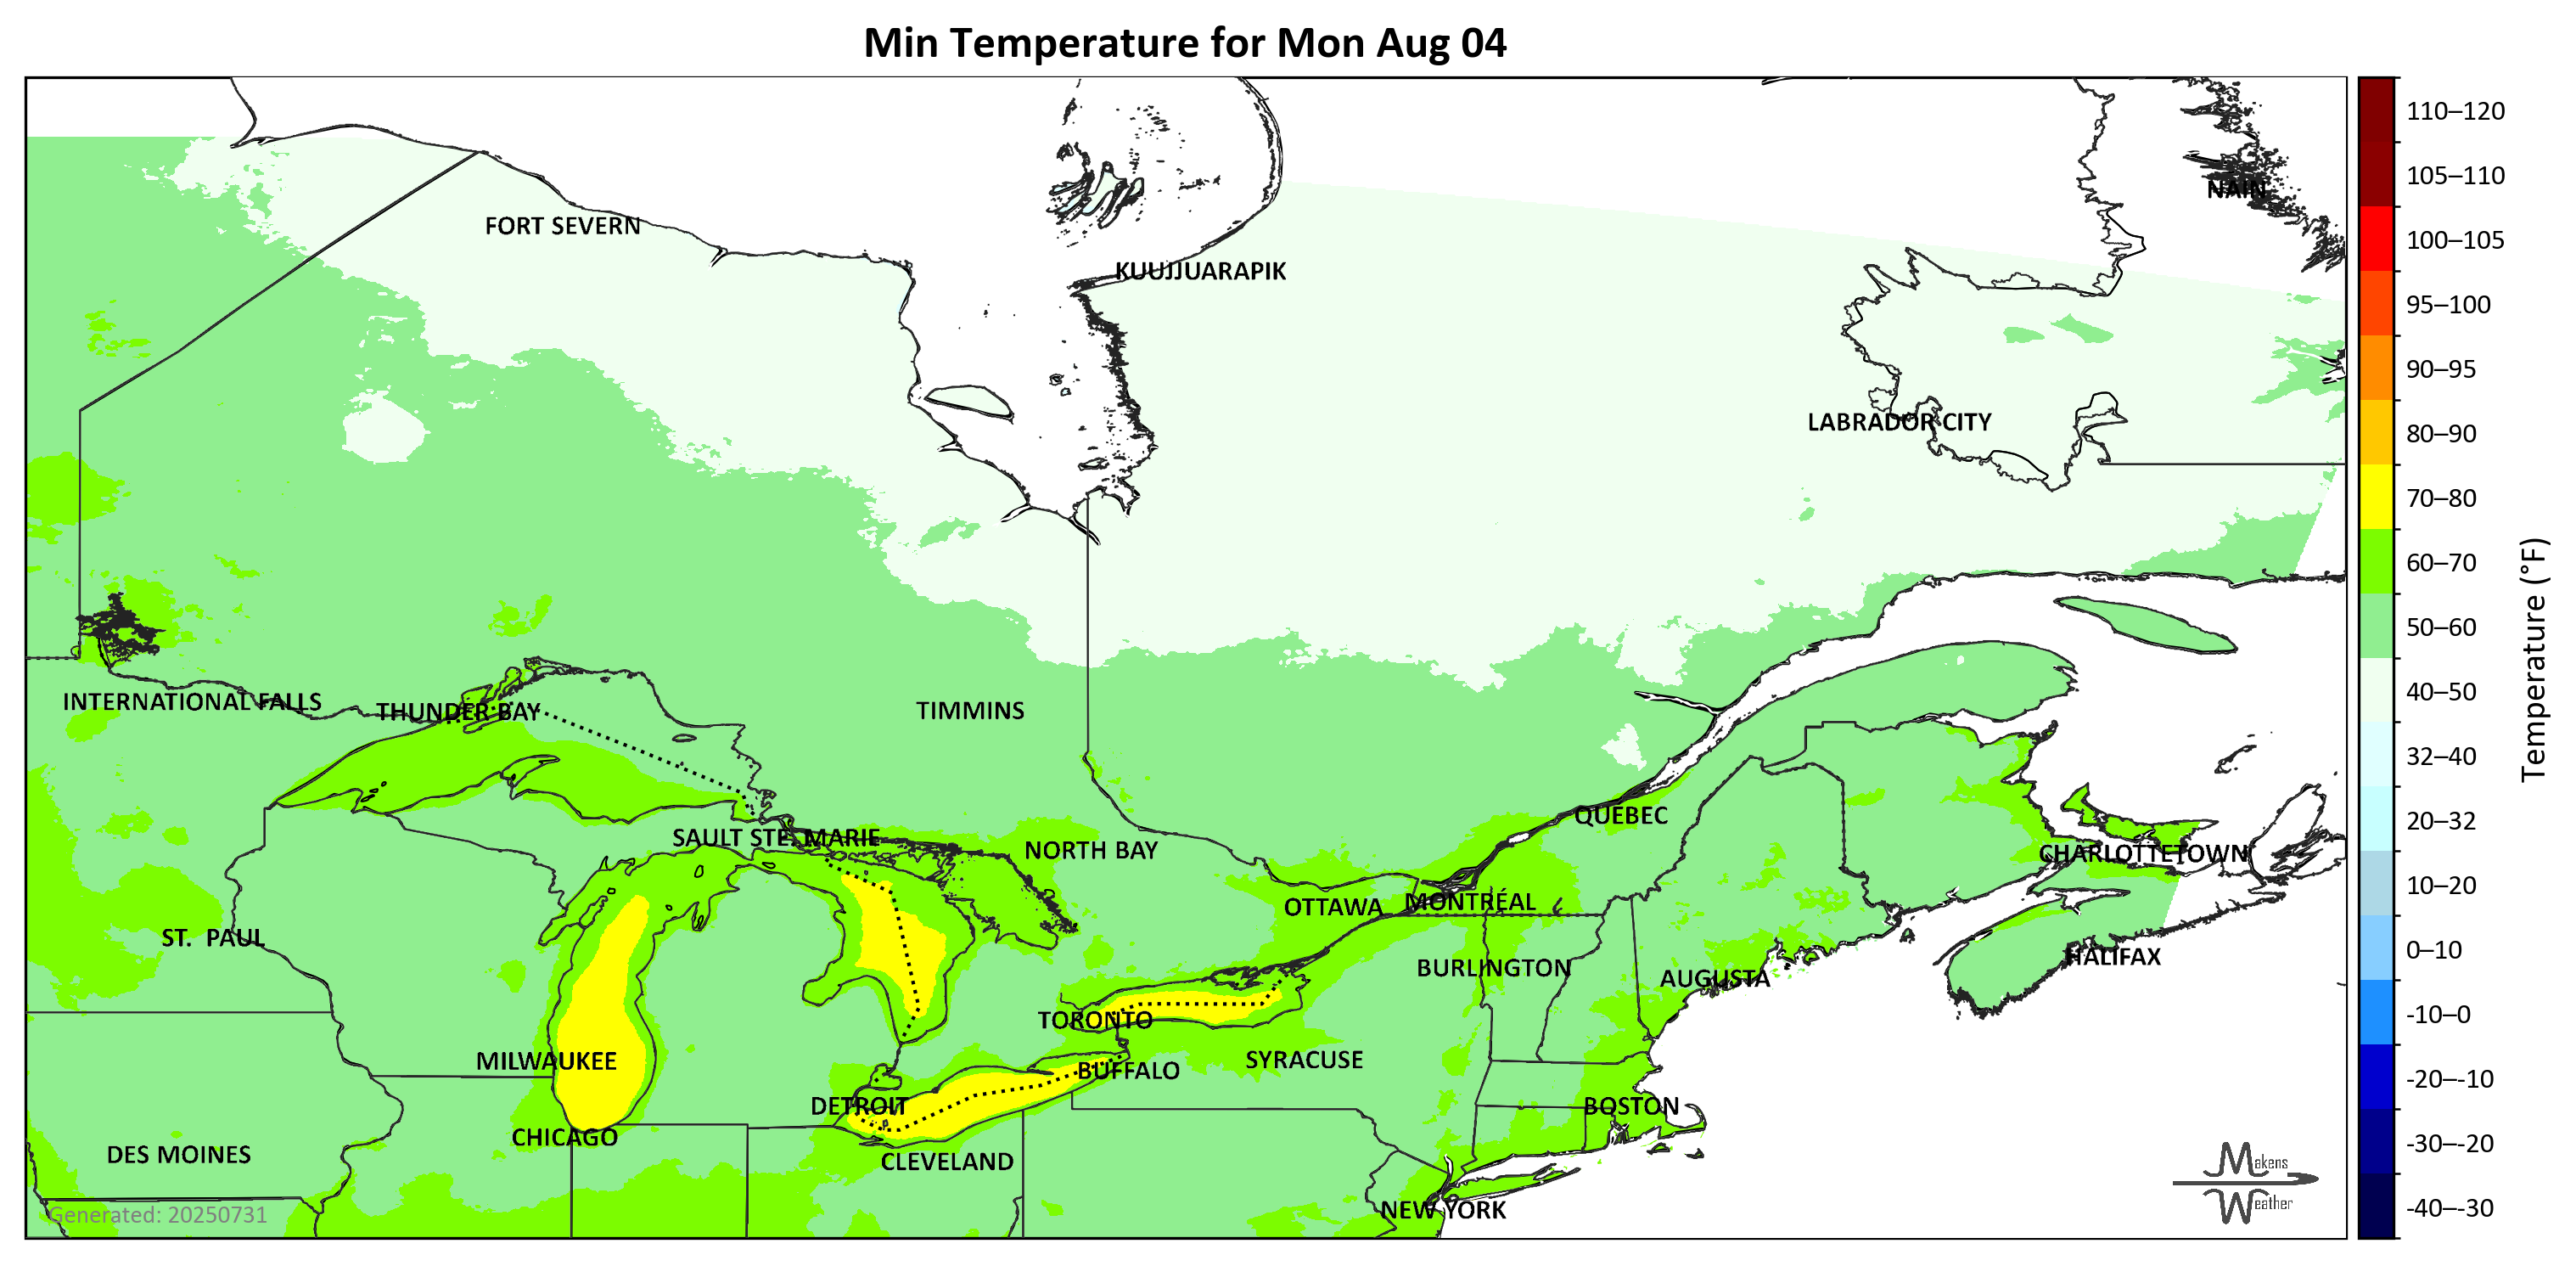 Min Temperature for Mon Aug 04
110–120
105–110
100–105
95–100
90–95
80–90
70–80
60–70
50–60
40–50
32–40
20–32
10–20
0–10
-10–0
-20–-10
-30–-20
-40–-30
Temperature (°F)
NAIN
FORT SEVERN
KUUJJUARAPIK
LABRADOR CITY
INTERNATIONAL FALLS
THUNDER BAY
TIMMINS
QUÉBEC
SAULT STE. MARIE
NORTH BAY
CHARLOTTETOWN
OTTAWA
MONTRÉAL
ST. PAUL
BURLINGTON
HALIFAX
AUGUSTA
TORONTO
MILWAUKEE
SYRACUSE
BUFFALO
DETROIT
BOSTON
CHICAGO
DES MOINES
CLEVELAND
NEW YORK
Generated: 20250731
Makens
Weather